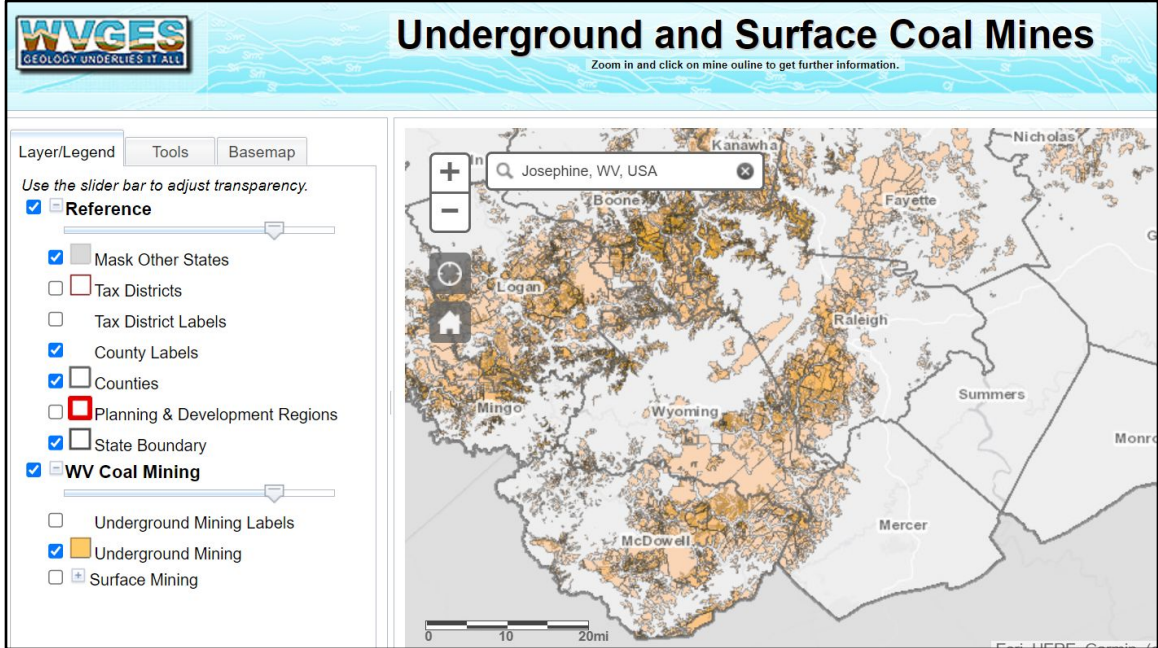 WVGES
GEOLOGY UNDERLIES IT ALL
Underground and Surface Coal Mines
Zoom in and click on mine ouline to get further information.
Layer/Legend
Tools
Basemap
Use the slider bar to adjust transparency.
Reference
Mask Other States
Tax Districts
Tax District Labels
County Labels
Counties
Planning & Development Regions
State Boundary
WV Coal Mining
Underground Mining Labels
Underground Mining
Surface Mining
+
−
Josephine, WV, USA
Kanawha
Nicholas
Boone
Fayette
Logan
Raleigh
Mingo
Wyoming
Summers
Monro
McDowell
Mercer
0 10 20mi